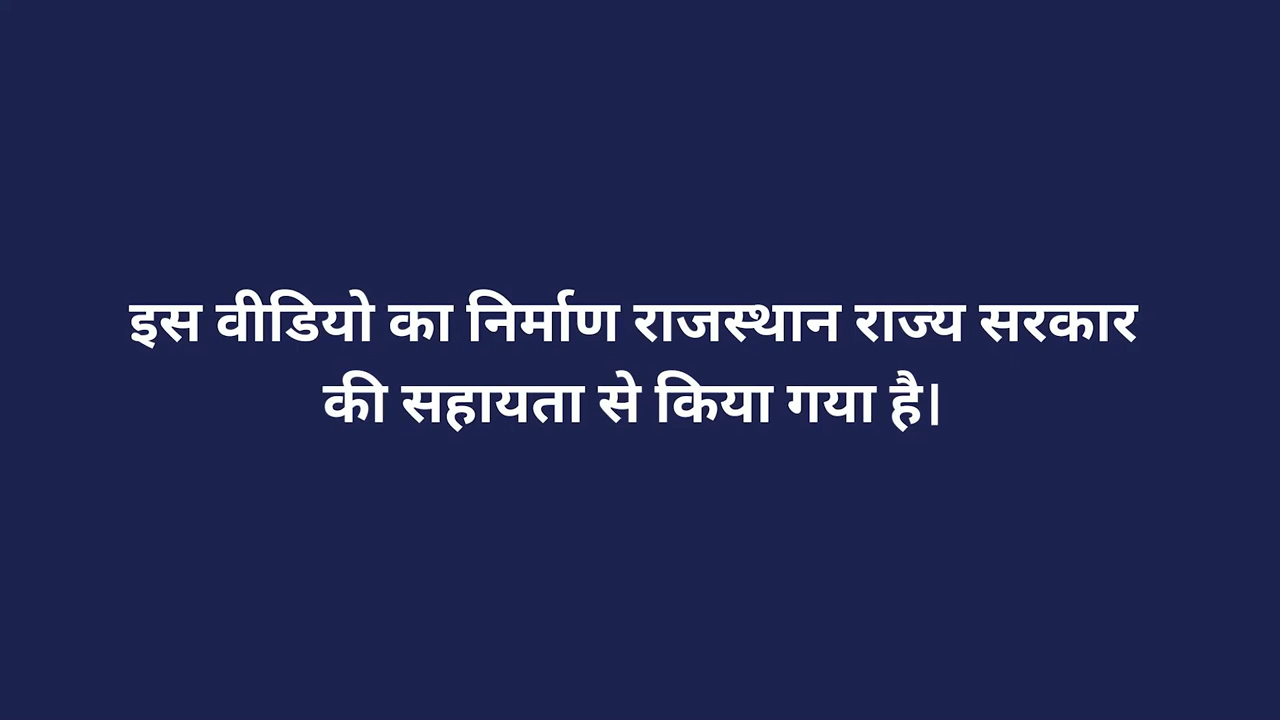 इस वीडियो का निर्माण राजस्थान राज्य सरकार
की सहायता से किया गया है।